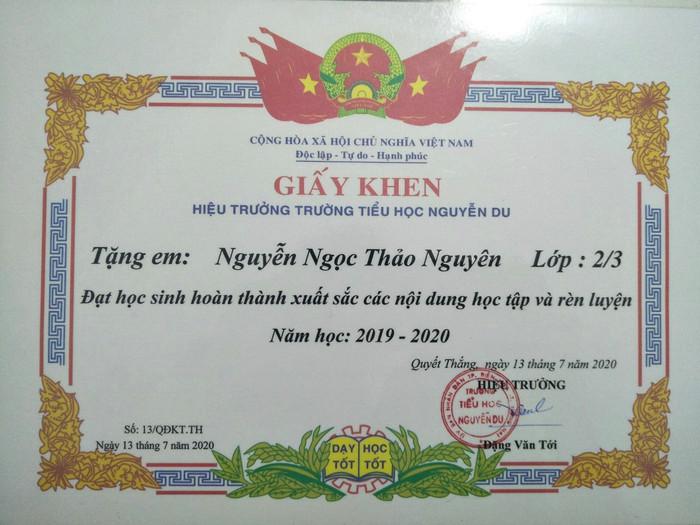 CỘNG HÒA XÃ HỘI CHỦ NGHĨA VIỆT NAM
Độc lập - Tự do - Hạnh phúc
GIẤY KHEN
HIỆU TRƯỞNG TRƯỜNG TIỂU HỌC NGUYỄN DU
Tặng em: Nguyễn Ngọc Thảo Nguyên Lớp : 2/3
Đạt học sinh hoàn thành xuất sắc các nội dung học tập và rèn luyện
Năm học: 2019 - 2020
Quyết Thắng, ngày 13 tháng 7 năm 2020
HIỆU TRƯỞNG
TRƯỜNG
TIỂU HỌC
NGUYỄN DU
Đặng Văn Tới
Số: 13/QĐKT.TH
Ngày 13 tháng 7 năm 2020
DẠY HỌC
TỐT TỐT